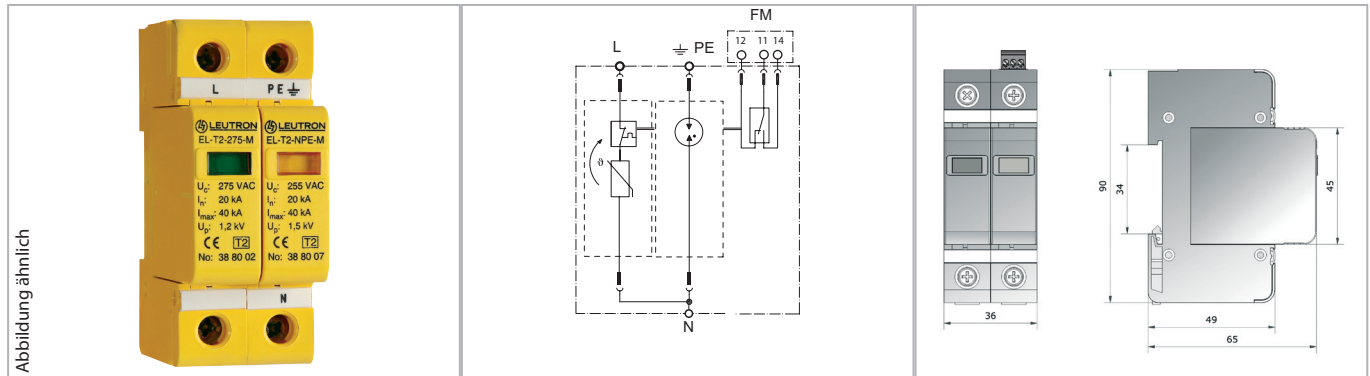 Abbildung ähnlich
L
PE ⏚
LEUTRON
EL-T2-275-M
Uc: 275 VAC
In: 20 kA
Imax: 40 kA
Up: 1,2 kV
CE T2
No: 38 80 02
LEUTRON
EL-T2-NPE-M
Uc: 255 VAC
In: 20 kA
Imax: 40 kA
Up: 1,5 kV
CE T2
No: 38 80 07
N
FM
12 11 14
L
⏚ PE
ϑ
N
90
34
45
36
49
65